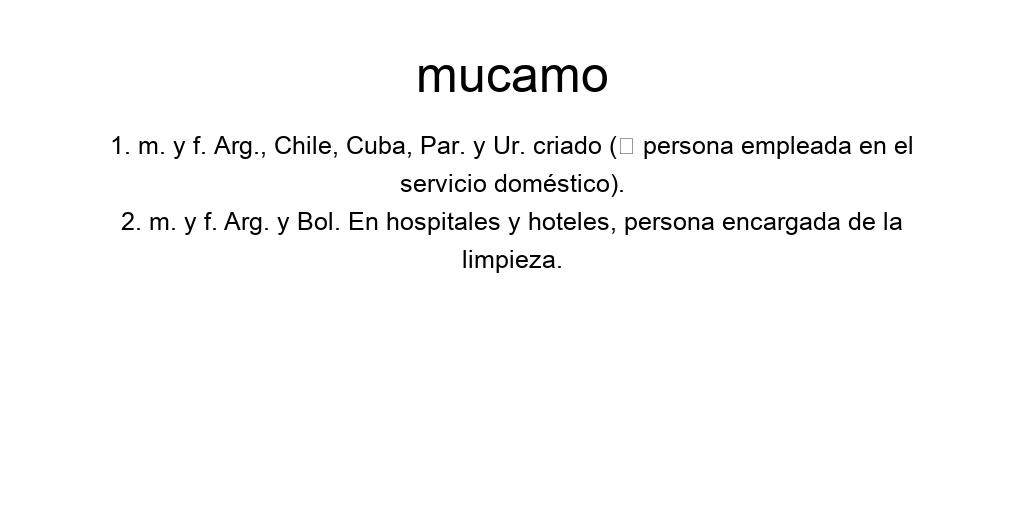 mucamo
1. m. y f. Arg., Chile, Cuba, Par. y Ur. criado (□ persona empleada en el
servicio doméstico).
2. m. y f. Arg. y Bol. En hospitales y hoteles, persona encargada de la
limpieza.